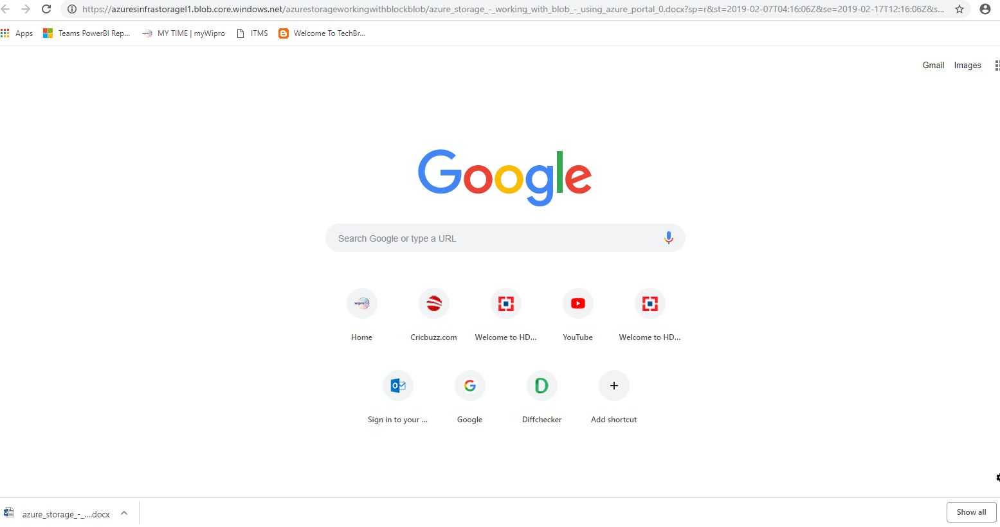 https://azuresinfrastoragel1.blob.core.windows.net/azurestorageworkingwithblockblob/azure_storage_-_working_with_blob_-_using_azure_portal_0.docx?sp=r&st=2019-02-07T04:16:06Z&se=2019-02-17T12:16:06Z&s...
Apps Teams PowerBI Rep... MY TIME | myWipro ITMS Welcome To TechBr...
Gmail Images
Google
Search Google or type a URL
wipro
Home Cricbuzz.com Welcome to HD... YouTube Welcome to HD...
Sign in to your ... Google Diffchecker Add shortcut
azure_storage_-_....docx Show all